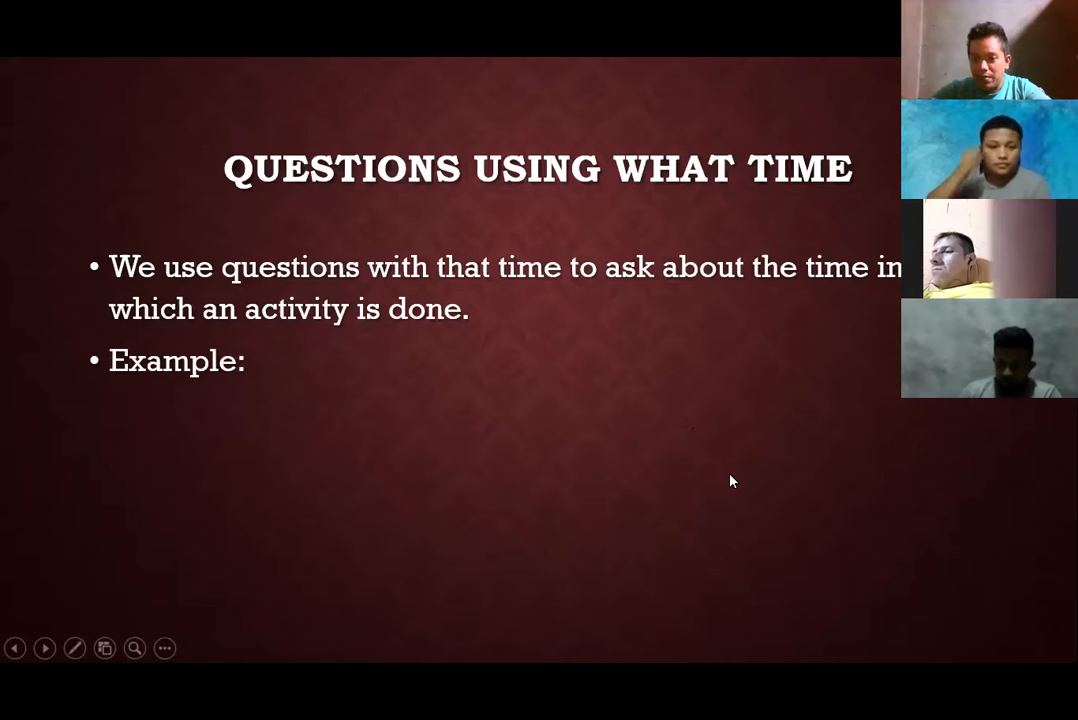 QUESTIONS USING WHAT TIME
• We use questions with that time to ask about the time in
which an activity is done.
• Example: